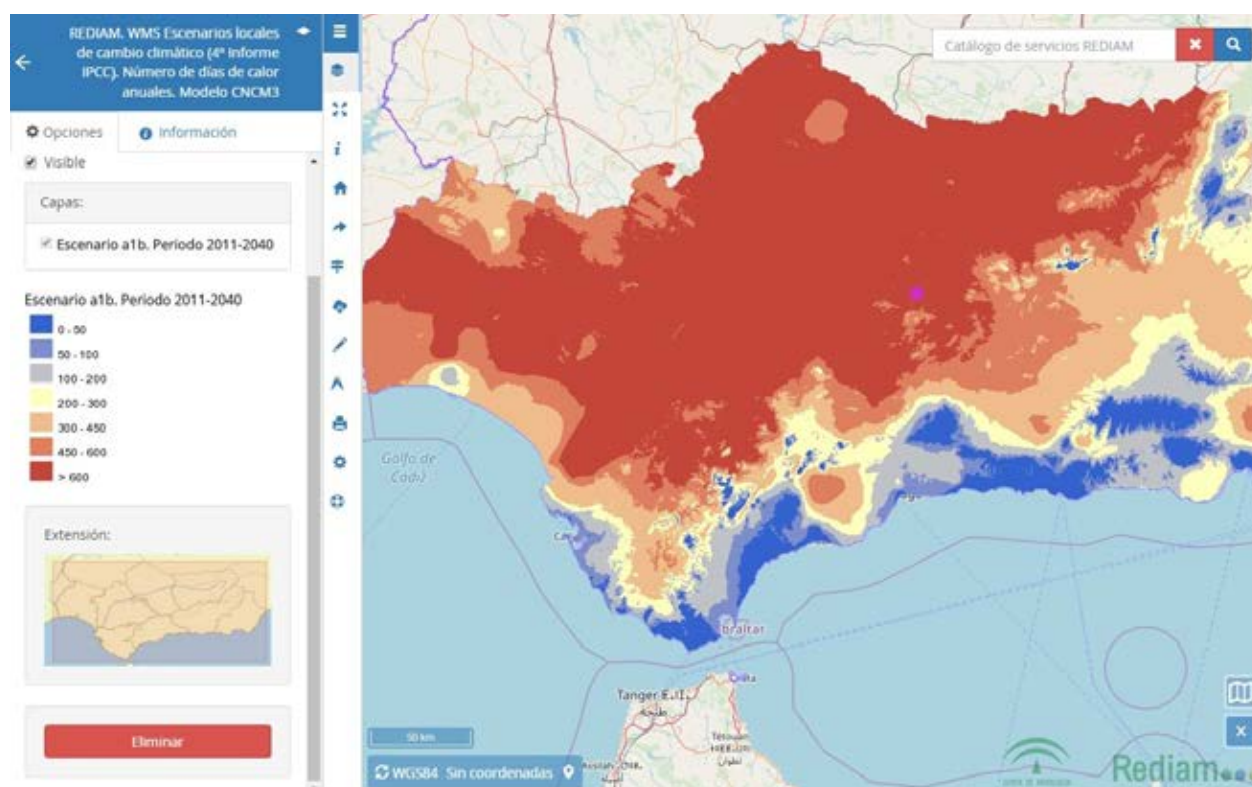 REDIAM. WMS Escenarios locales
de cambio climático (4º Informe
IPCC). Número de días de calor
anuales. Modelo CNCM3
Opciones
Información
Visible
Capas:
Escenario a1b. Periodo 2011-2040
Escenario a1b. Periodo 2011-2040
0 - 50
50 - 100
100 - 200
200 - 300
300 - 450
450 - 600
> 600
Extensión:
Eliminar
Catálogo de servicios REDIAM
Golfo de
Cádiz
braltar
Tanger
طنجة
50 km
WGS84 Sin coordenadas
Rediam